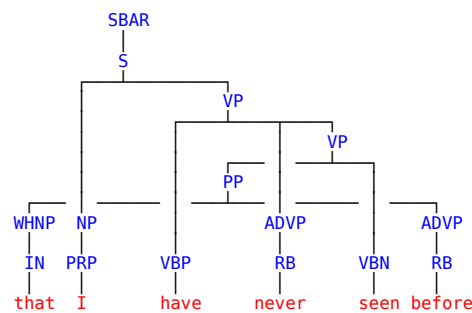 SBAR
S
VP
VP
PP
WHNP NP ADVP ADVP
IN PRP VBP RB VBN RB
that I have never seen before